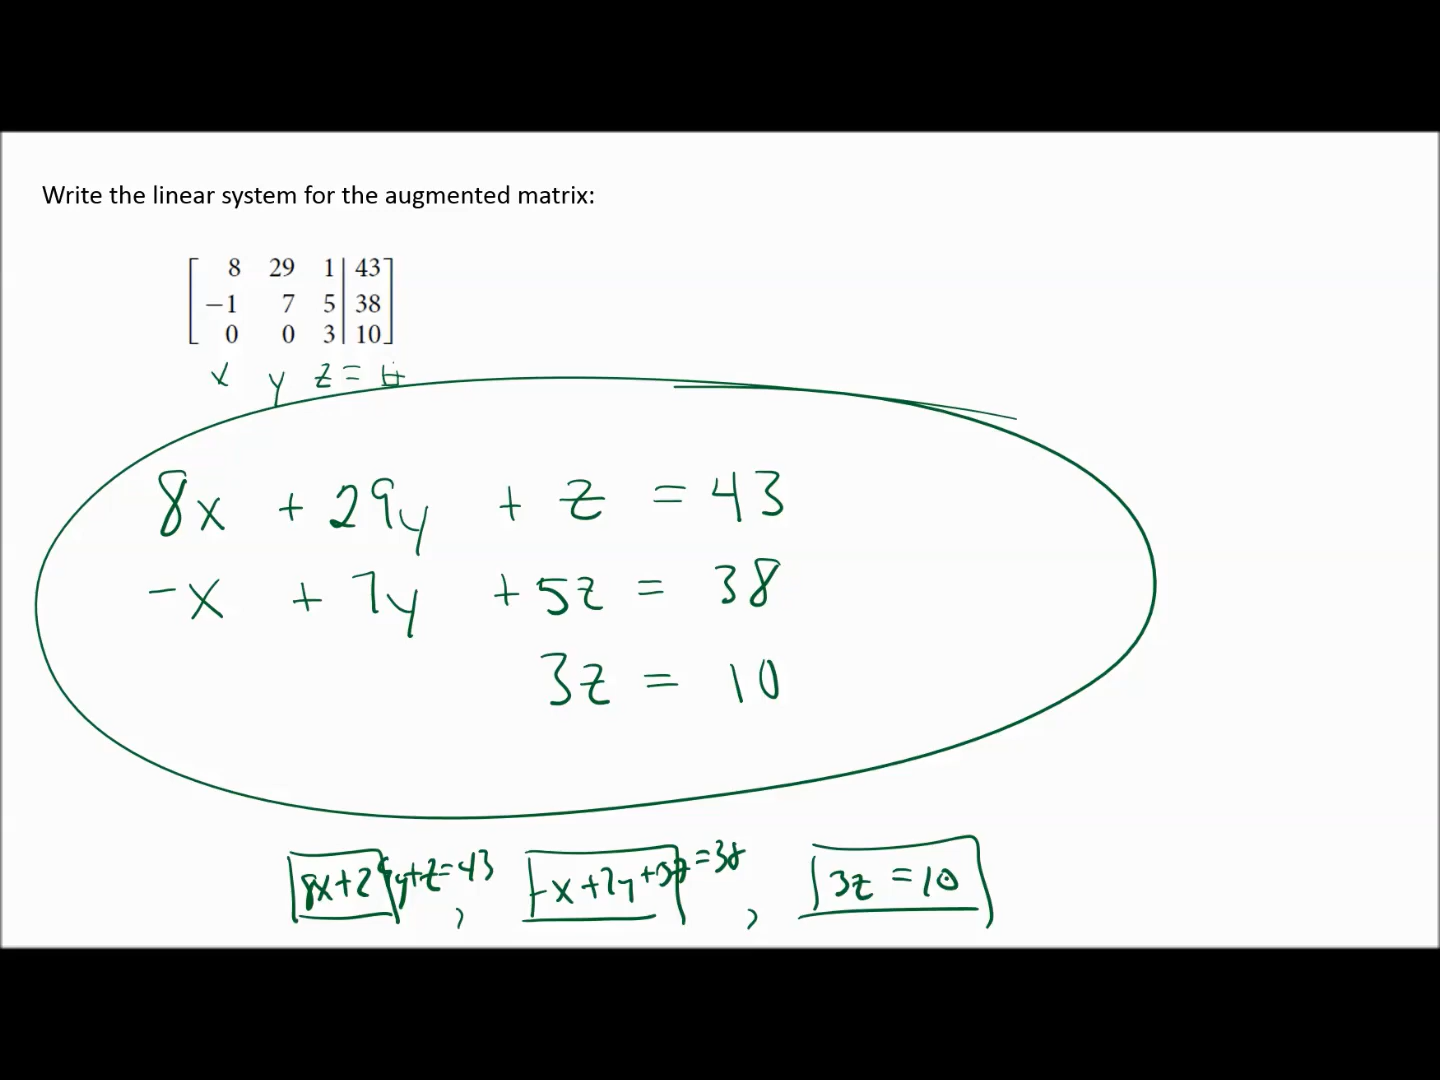 Write the linear system for the augmented matrix:
8 29 1 43
−1 7 5 38
0 0 3 10
x y z = #
8x + 29y + z = 43
-x + 7y + 5z = 38
3z = 10
8x+29y+z=43 , -x+7y+5z=38 , 3z=10